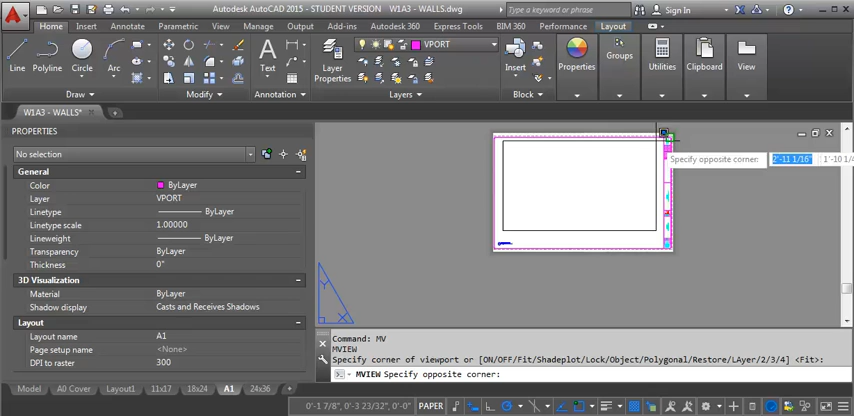 Autodesk AutoCAD 2015 - STUDENT VERSION W1A3 - WALLS.dwg
Type a keyword or phrase
Sign In
Home Insert Annotate Parametric View Manage Output Add-ins Autodesk 360 Express Tools BIM 360 Performance Layout
VPORT
Line Polyline Circle Arc Text Layer Properties Insert Properties Groups Utilities Clipboard View
Draw Modify Annotation Layers Block
W1A3 - WALLS*
PROPERTIES
No selection
General
Color ByLayer
Layer VPORT
Linetype ByLayer
Linetype scale 1.00000
Lineweight ByLayer
Transparency ByLayer
Thickness 0"
3D Visualization
Material ByLayer
Shadow display Casts and Receives Shadows
Layout
Layout name A1
Page setup name <None>
DPI to raster 300
Specify opposite corner: 2'-11 1/16" 1'-10 1/4
Y
X
Command: MV
MVIEW
Specify corner of viewport or [ON/OFF/Fit/Shadeplot/Lock/Object/Polygonal/Restore/LAyer/2/3/4] <Fit>:
MVIEW Specify opposite corner:
Model A0 Cover Layout1 11x17 18x24 A1 24x36
0'-1 7/8", 0'-3 23/32", 0'-0" PAPER